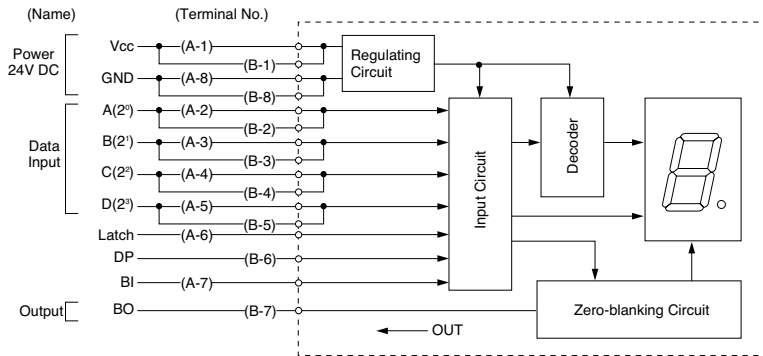 (Name) (Terminal No.)
Power
24V DC
Vcc (A-1)
(B-1)
GND (A-8)
(B-8)
Regulating
Circuit
Data
Input
A(2⁰) (A-2)
(B-2)
B(2¹) (A-3)
(B-3)
C(2²) (A-4)
(B-4)
D(2³) (A-5)
(B-5)
Latch (A-6)
DP (B-6)
BI (A-7)
Input Circuit
Decoder
Output BO (B-7)
Zero-blanking Circuit
OUT